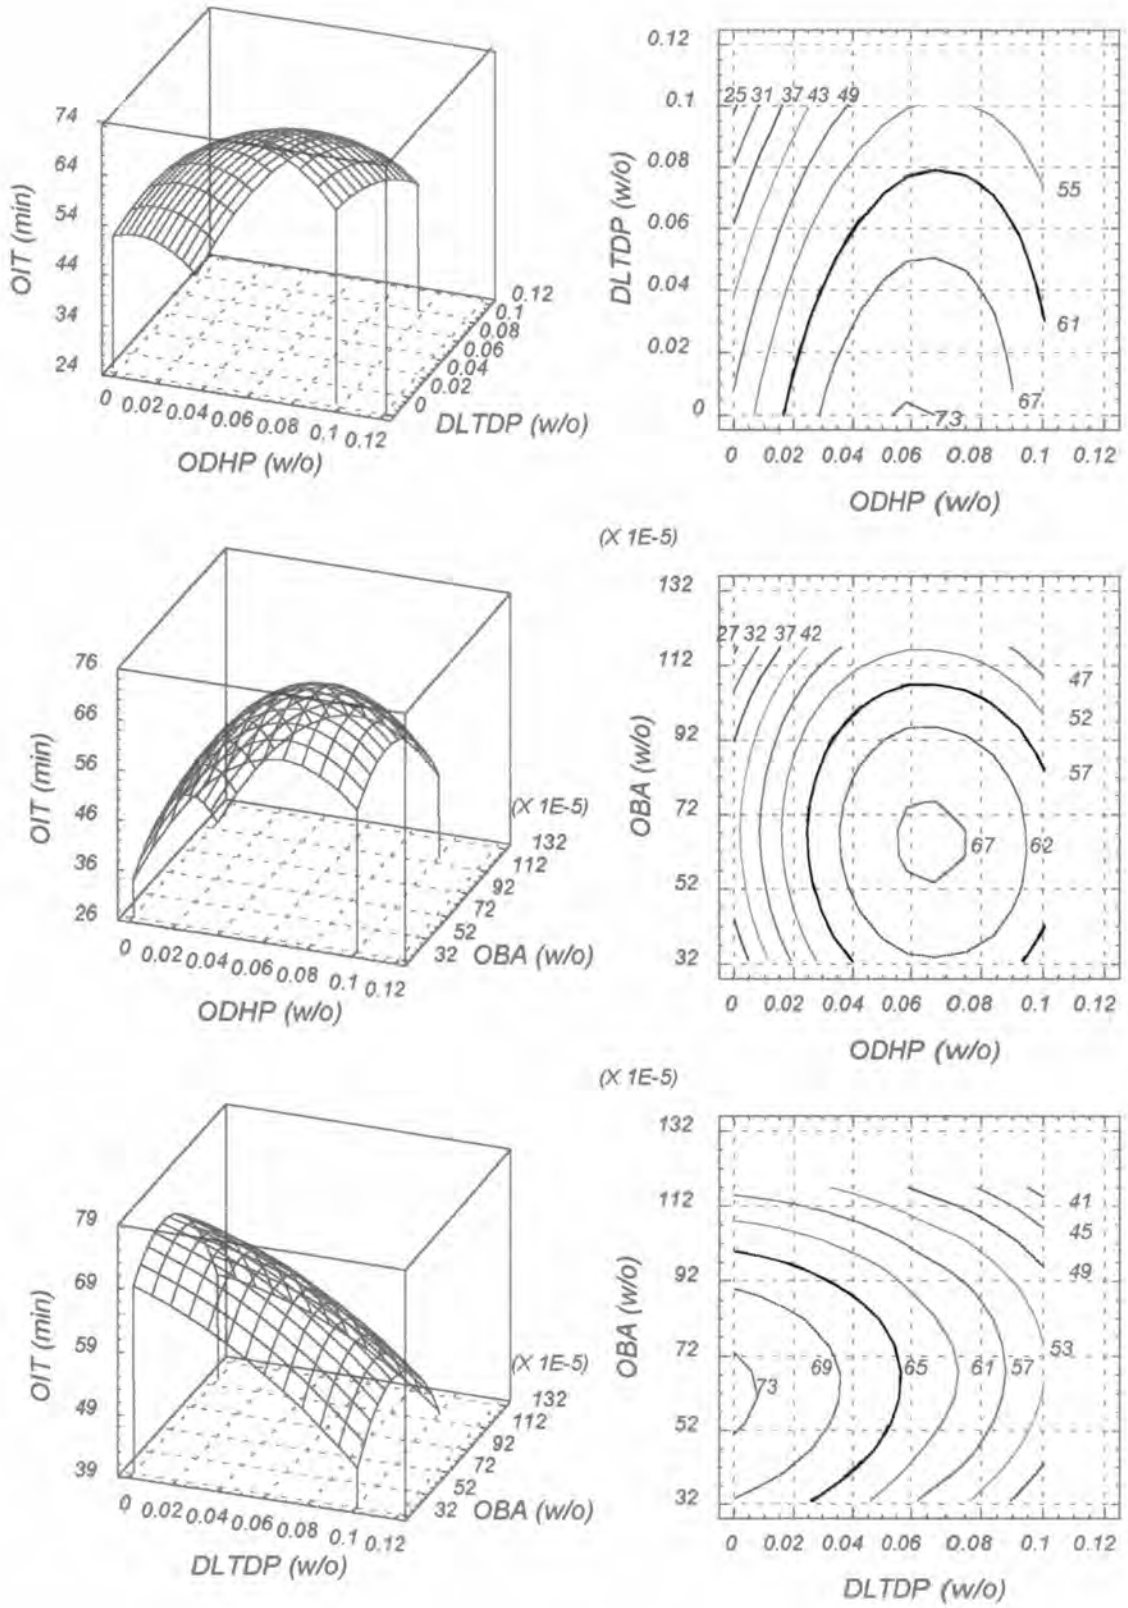 74
64
54
44
34
24
OIT (min)
0 0.02 0.04 0.06 0.08 0.1 0.12
ODHP (w/o)
0
0.02
0.04
0.06
0.08
0.1
0.12
DLTDP (w/o)
0.12
0.1
0.08
0.06
0.04
0.02
0
DLTDP (w/o)
25 31 37 43 49
55
61
67
73
0 0.02 0.04 0.06 0.08 0.1 0.12
ODHP (w/o)
76
66
56
46
36
26
OIT (min)
0 0.02 0.04 0.06 0.08 0.1 0.12
ODHP (w/o)
(X 1E-5)
132
112
92
72
52
32
OBA (w/o)
(X 1E-5)
132
112
92
72
52
32
OBA (w/o)
27 32 37 42
47
52
57
67 62
0 0.02 0.04 0.06 0.08 0.1 0.12
ODHP (w/o)
79
69
59
49
39
OIT (min)
0 0.02 0.04 0.06 0.08 0.1 0.12
DLTDP (w/o)
(X 1E-5)
132
112
92
72
52
32
OBA (w/o)
(X 1E-5)
132
112
92
72
52
32
OBA (w/o)
41
45
49
53
73 69 65 61 57
0 0.02 0.04 0.06 0.08 0.1 0.12
DLTDP (w/o)